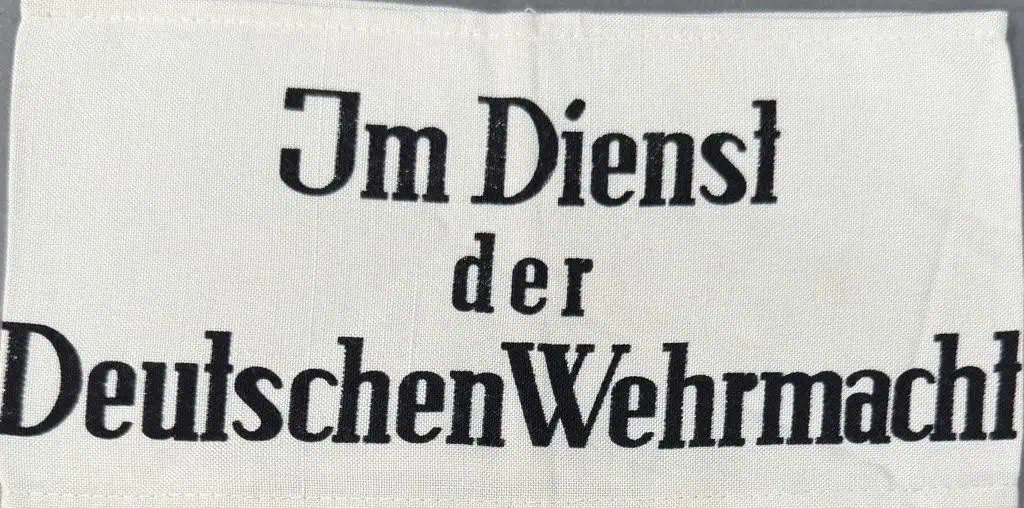 Im Dienst
der
Deutschen Wehrmacht